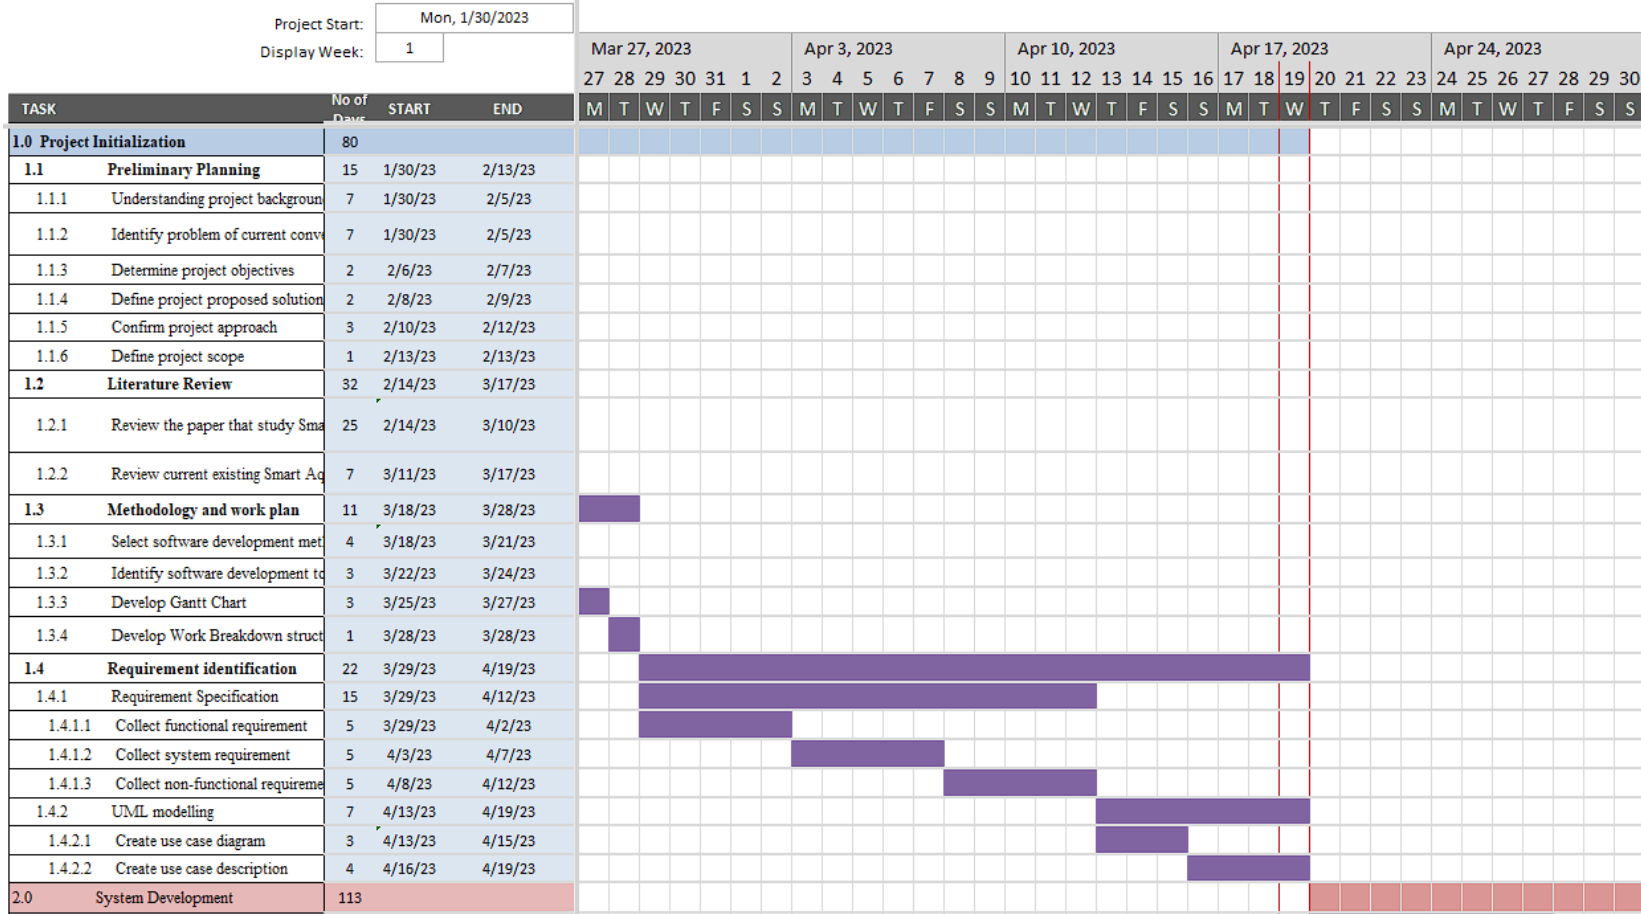 Project Start: Mon, 1/30/2023
Display Week: 1
Mar 27, 2023 Apr 3, 2023 Apr 10, 2023 Apr 17, 2023 Apr 24, 2023
27 28 29 30 31 1 2 3 4 5 6 7 8 9 10 11 12 13 14 15 16 17 18 19 20 21 22 23 24 25 26 27 28 29 30
TASK No of Days START END M T W T F S S M T W T F S S M T W T F S S M T W T F S S M T W T F S S
1.0 Project Initialization 80
1.1 Preliminary Planning 15 1/30/23 2/13/23
1.1.1 Understanding project backgroun 7 1/30/23 2/5/23
1.1.2 Identify problem of current conve 7 1/30/23 2/5/23
1.1.3 Determine project objectives 2 2/6/23 2/7/23
1.1.4 Define project proposed solution 2 2/8/23 2/9/23
1.1.5 Confirm project approach 3 2/10/23 2/12/23
1.1.6 Define project scope 1 2/13/23 2/13/23
1.2 Literature Review 32 2/14/23 3/17/23
1.2.1 Review the paper that study Sma 25 2/14/23 3/10/23
1.2.2 Review current existing Smart Aq 7 3/11/23 3/17/23
1.3 Methodology and work plan 11 3/18/23 3/28/23
1.3.1 Select software development met 4 3/18/23 3/21/23
1.3.2 Identify software development to 3 3/22/23 3/24/23
1.3.3 Develop Gantt Chart 3 3/25/23 3/27/23
1.3.4 Develop Work Breakdown struct 1 3/28/23 3/28/23
1.4 Requirement identification 22 3/29/23 4/19/23
1.4.1 Requirement Specification 15 3/29/23 4/12/23
1.4.1.1 Collect functional requirement 5 3/29/23 4/2/23
1.4.1.2 Collect system requirement 5 4/3/23 4/7/23
1.4.1.3 Collect non-functional requireme 5 4/8/23 4/12/23
1.4.2 UML modelling 7 4/13/23 4/19/23
1.4.2.1 Create use case diagram 3 4/13/23 4/15/23
1.4.2.2 Create use case description 4 4/16/23 4/19/23
2.0 System Development 113